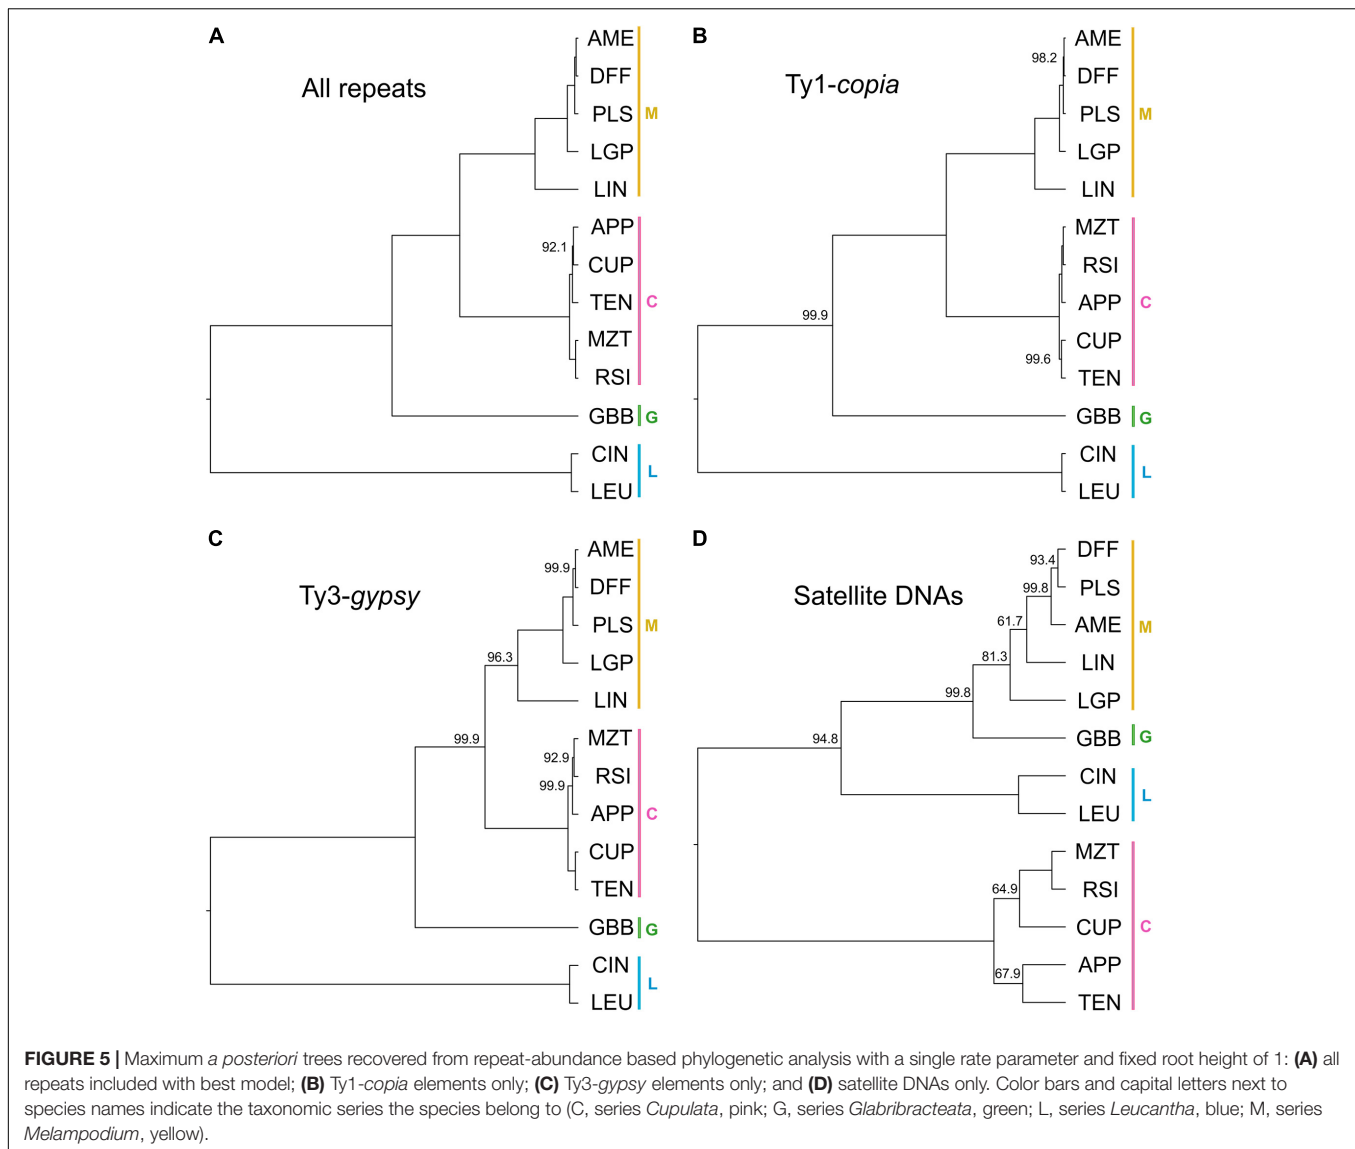 A
All repeats
AME
DFF
PLS
LGP
LIN
M
APP
92.1
CUP
TEN
C
MZT
RSI
GBB
G
CIN
L
LEU
B
Ty1-copia
AME
98.2
DFF
PLS
M
LGP
LIN
MZT
RSI
APP
C
99.9
CUP
99.6
TEN
GBB
G
CIN
L
LEU
C
Ty3-gypsy
AME
99.9
DFF
PLS
M
96.3
LGP
LIN
99.9
MZT
92.9
RSI
99.9
APP
C
CUP
TEN
GBB
G
CIN
L
LEU
D
Satellite DNAs
DFF
93.4
PLS
99.8
AME
M
61.7
81.3
LIN
99.8
LGP
94.8
GBB
G
CIN
L
LEU
MZT
64.9
RSI
CUP
C
APP
67.9
TEN
FIGURE 5 | Maximum a posteriori trees recovered from repeat-abundance based phylogenetic analysis with a single rate parameter and fixed root height of 1: (A) all
repeats included with best model; (B) Ty1-copia elements only; (C) Ty3-gypsy elements only; and (D) satellite DNAs only. Color bars and capital letters next to
species names indicate the taxonomic series the species belong to (C, series Cupulata, pink; G, series Glabribracteata, green; L, series Leucantha, blue; M, series
Melampodium, yellow).